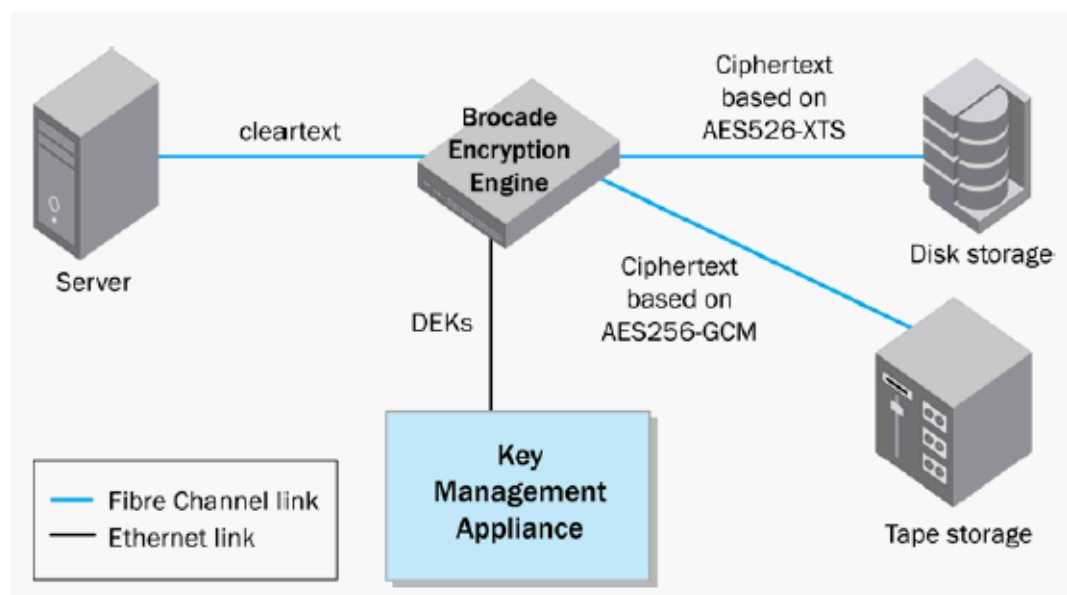 Ciphertext
based on
AES526-XTS
Brocade
Encryption
Engine
cleartext
Server
Disk storage
Ciphertext
based on
AES256-GCM
DEKs
Key
Management
Appliance
Tape storage
Fibre Channel link
Ethernet link